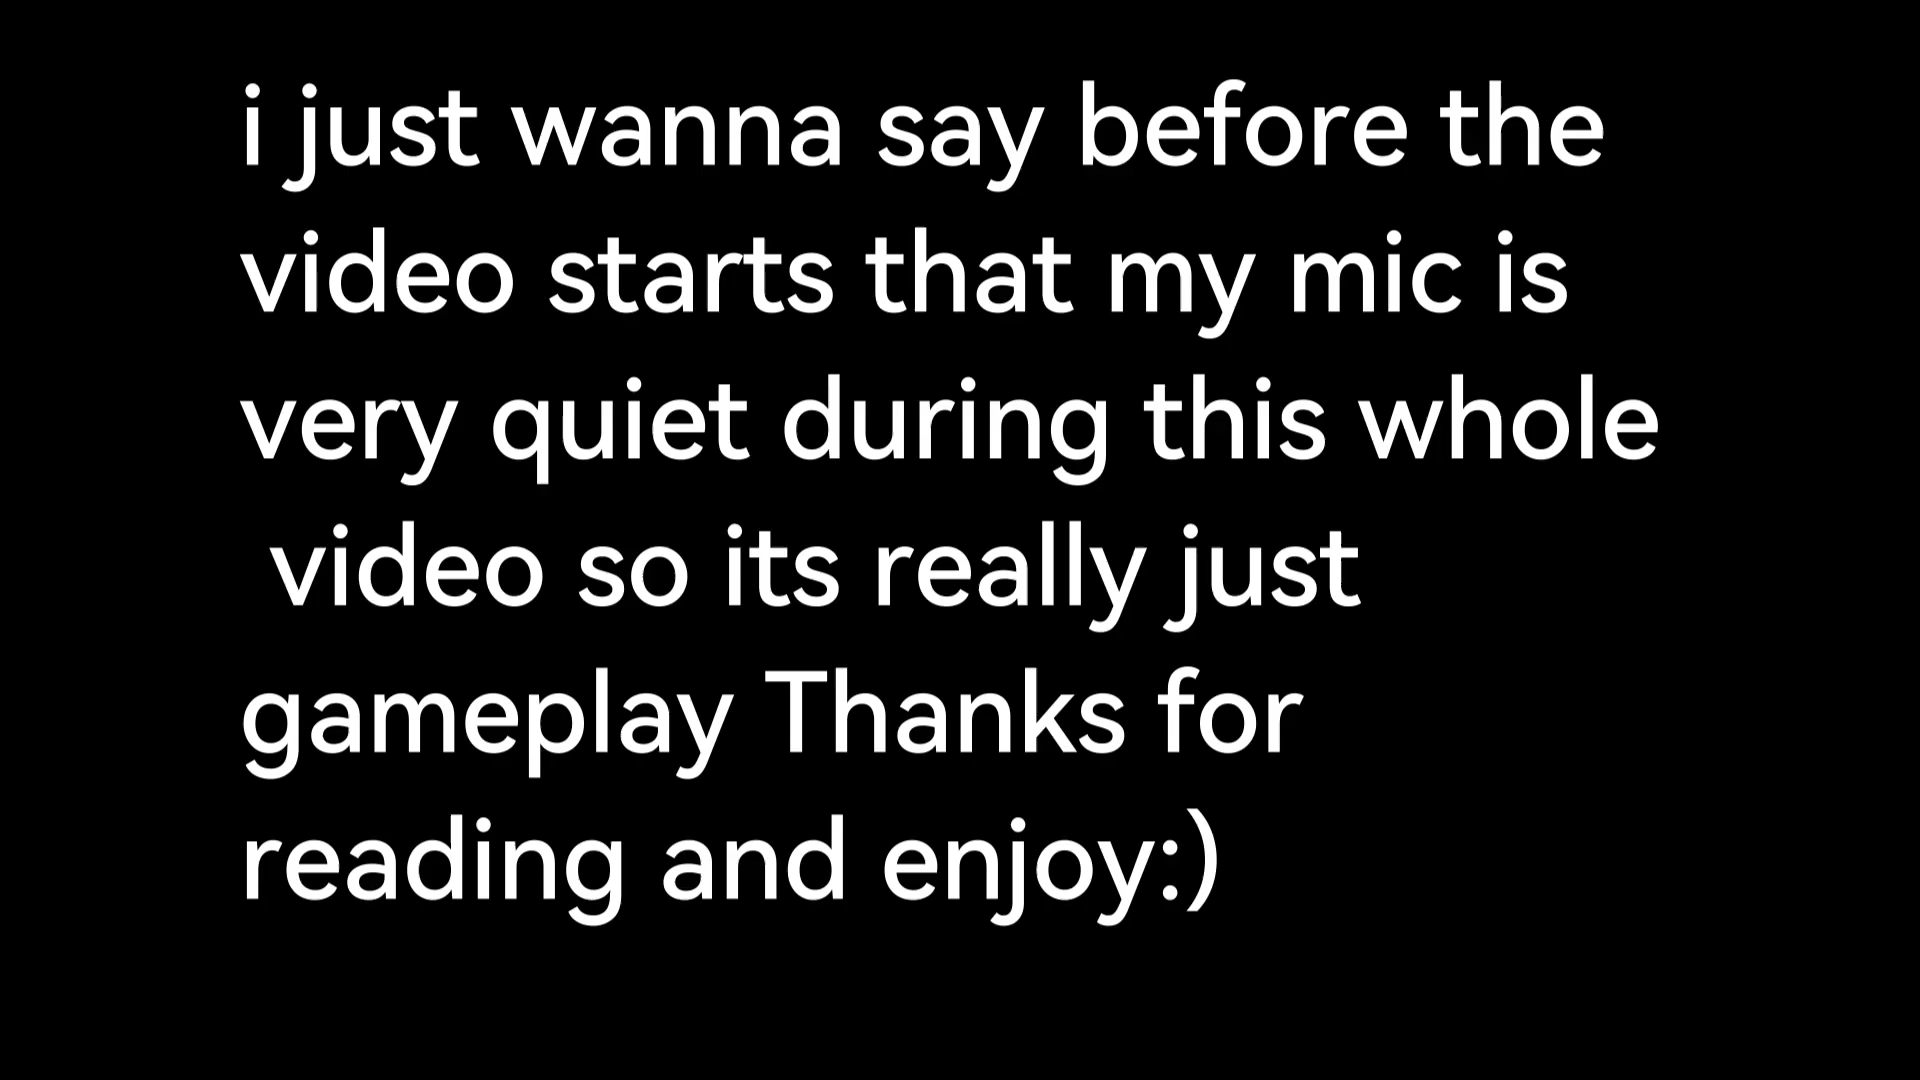 i just wanna say before the
video starts that my mic is
very quiet during this whole
video so its really just
gameplay Thanks for
reading and enjoy:)